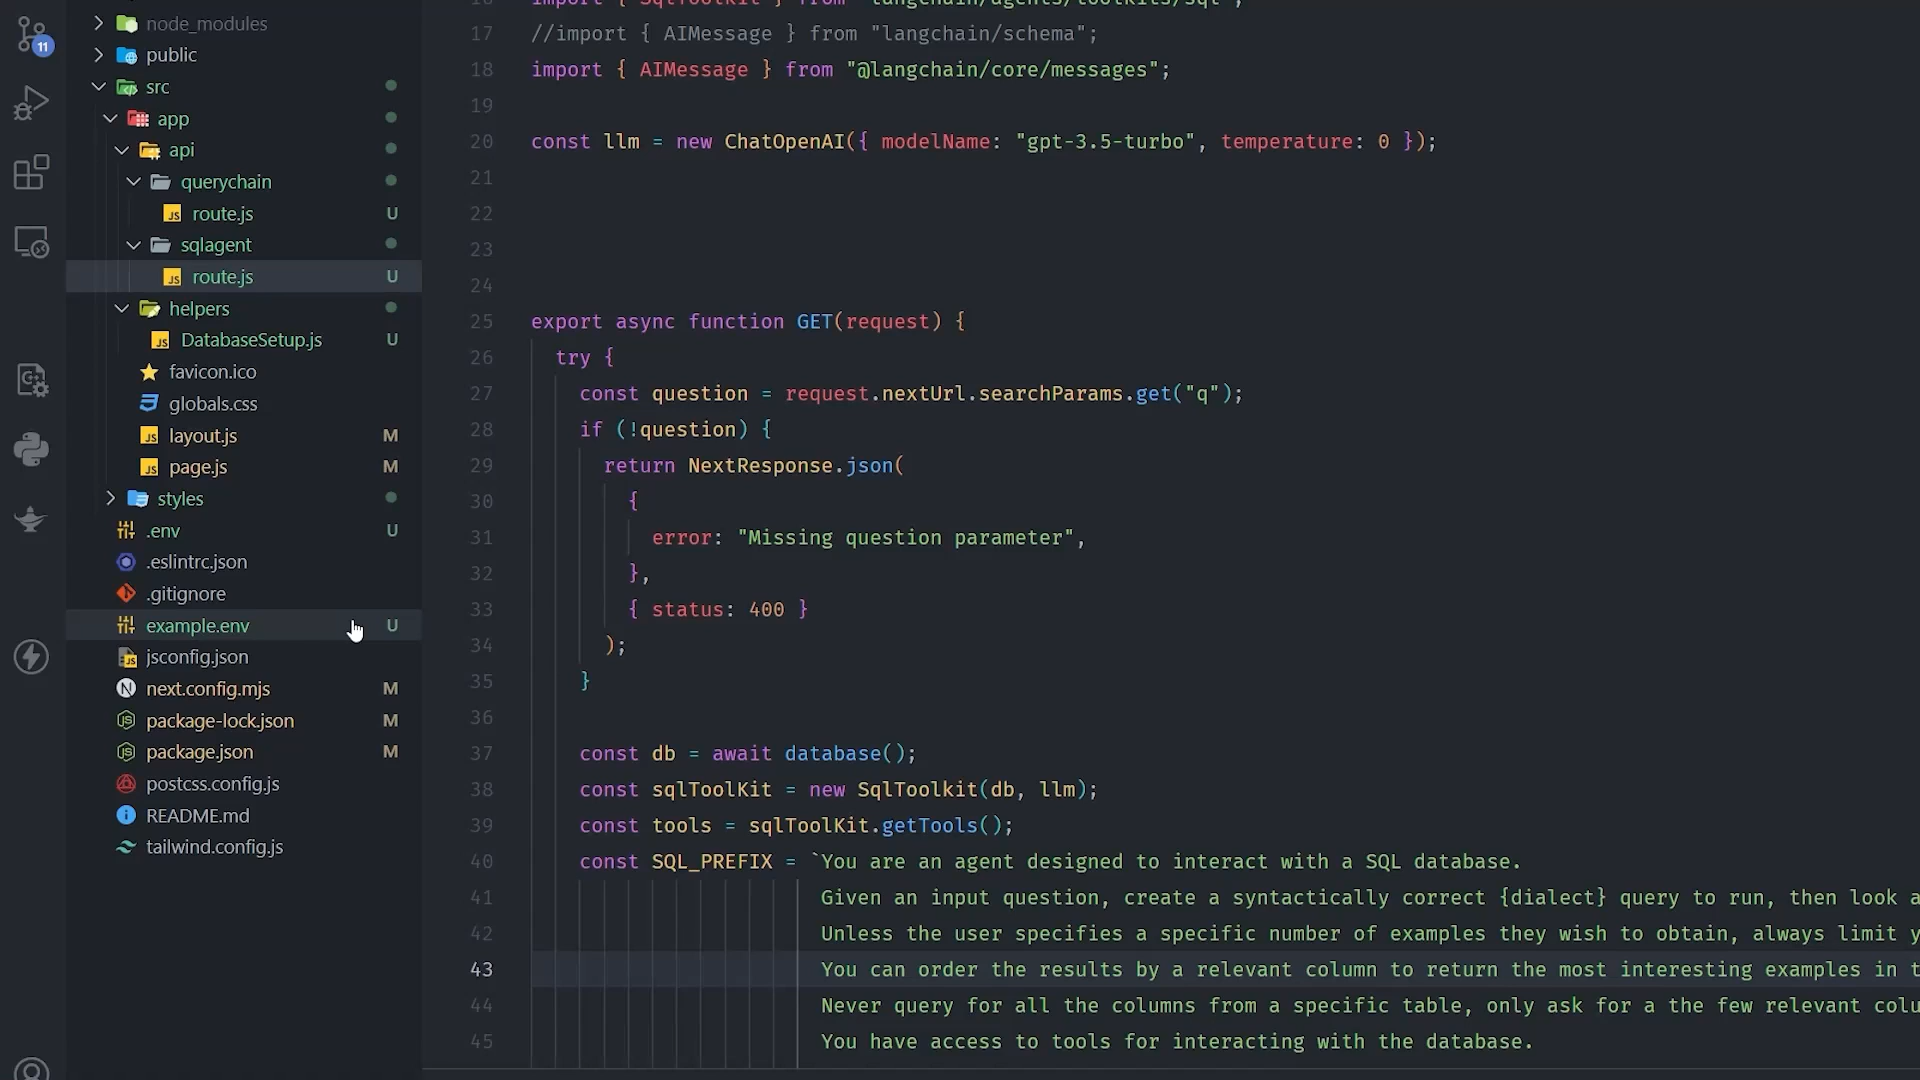 11
node_modules
public
src
app
api
querychain
route.js U
sqlagent
route.js U
helpers
DatabaseSetup.js U
favicon.ico
globals.css
layout.js M
page.js M
styles
.env U
.eslintrc.json
.gitignore
example.env U
jsconfig.json
next.config.mjs M
package-lock.json M
package.json M
postcss.config.js
README.md
tailwind.config.js
16 import { SqlToolkit } from "langchain/agents/toolkits/sql";
17 //import { AIMessage } from "langchain/schema";
18 import { AIMessage } from "@langchain/core/messages";
19
20 const llm = new ChatOpenAI({ modelName: "gpt-3.5-turbo", temperature: 0 });
21
22
23
24
25 export async function GET(request) {
26 try {
27 const question = request.nextUrl.searchParams.get("q");
28 if (!question) {
29 return NextResponse.json(
30 {
31 error: "Missing question parameter",
32 },
33 { status: 400 }
34 );
35 }
36
37 const db = await database();
38 const sqlToolKit = new SqlToolkit(db, llm);
39 const tools = sqlToolKit.getTools();
40 const SQL_PREFIX = `You are an agent designed to interact with a SQL database.
41 Given an input question, create a syntactically correct {dialect} query to run, then look a
42 Unless the user specifies a specific number of examples they wish to obtain, always limit y
43 You can order the results by a relevant column to return the most interesting examples in t
44 Never query for all the columns from a specific table, only ask for a the few relevant colu
45 You have access to tools for interacting with the database.